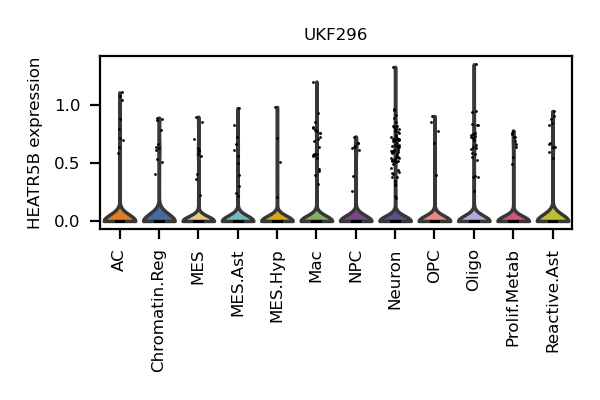 UKF296
HEATR5B expression
1.0
0.5
0.0
AC
Chromatin.Reg
MES
MES.Ast
MES.Hyp
Mac
NPC
Neuron
OPC
Oligo
Prolif.Metab
Reactive.Ast